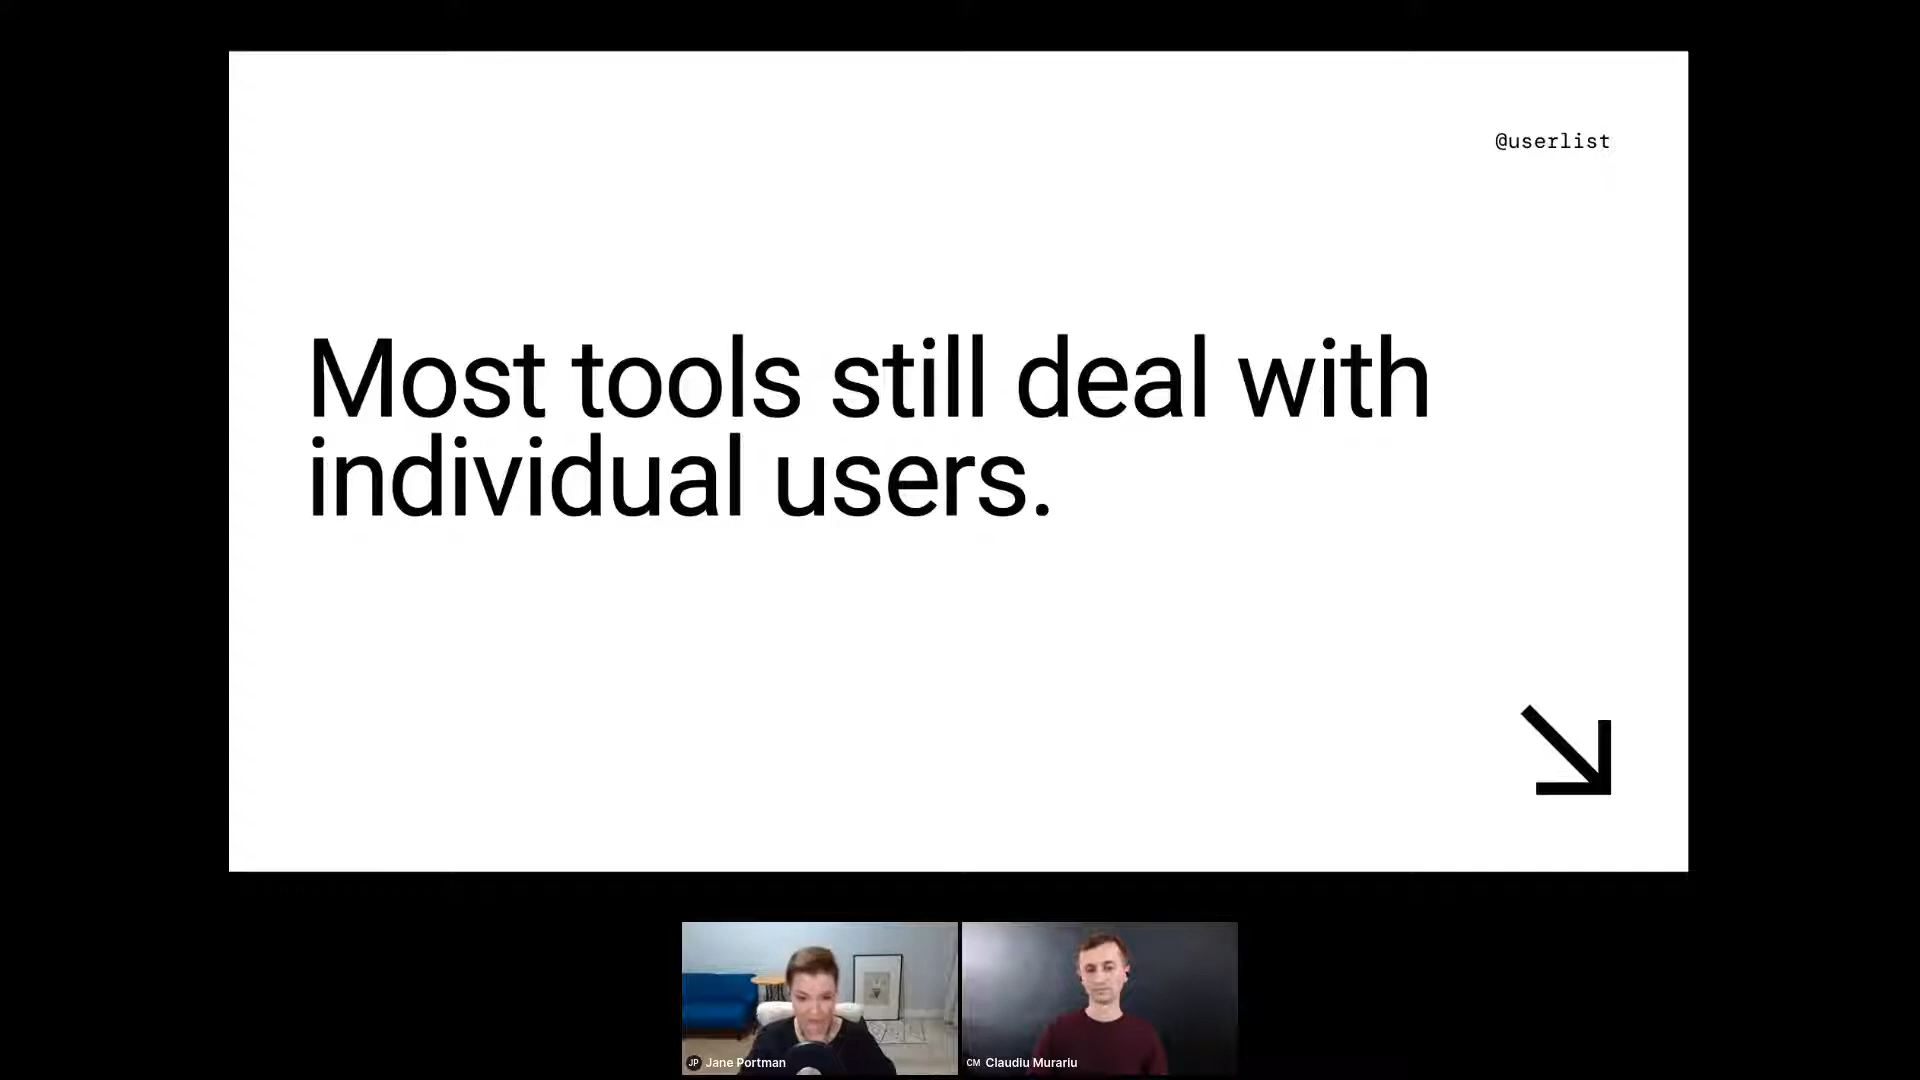 @userlist
Most tools still deal with
individual users.
JP Jane Portman
CM Claudiu Murariu